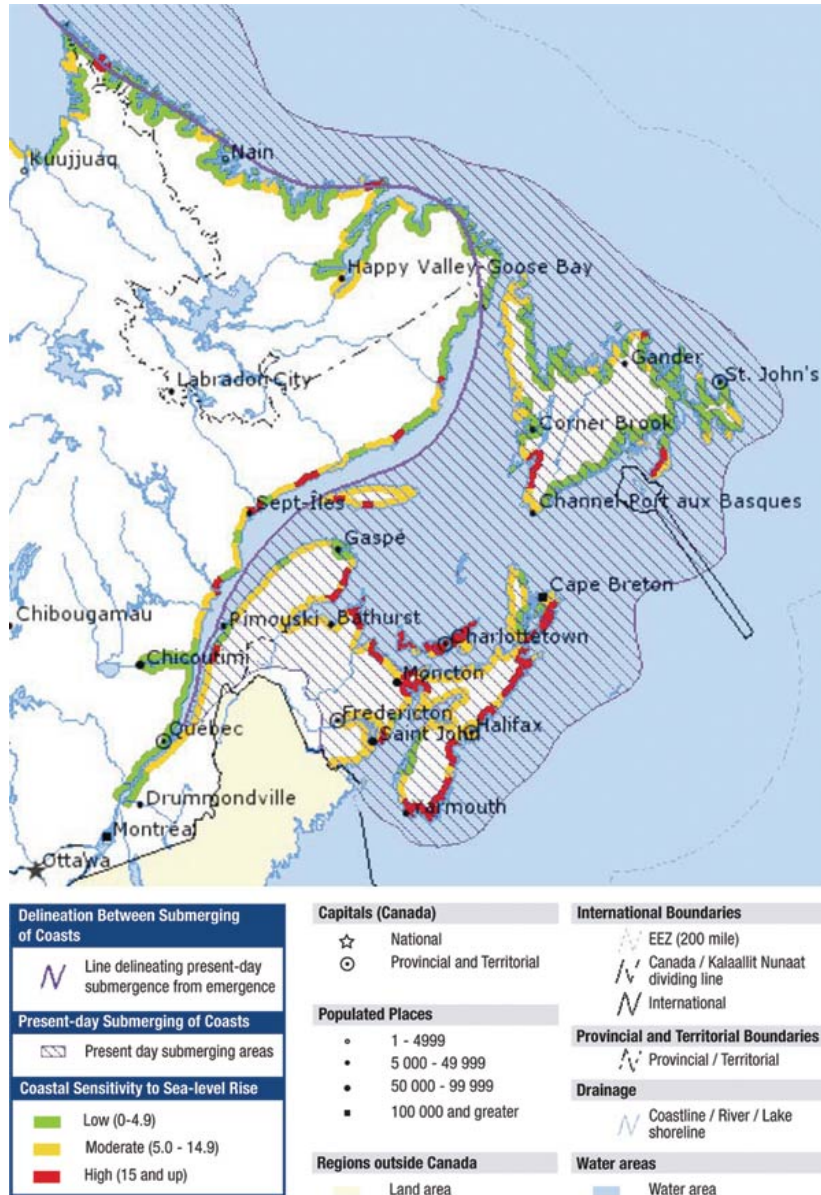 Kuujjuaq
Nain
Happy Valley-Goose Bay
Labrador City
Gander
St. John's
Corner Brook
Sept-Îles
Channel-Port aux Basques
Gaspé
Cape Breton
Chibougamau
Rimouski
Bathurst
Charlottetown
Chicoutimi
Moncton
Fredericton
Québec
Halifax
Saint John
Drummondville
Yarmouth
Montréal
Ottawa
Delineation Between Submerging
of Coasts
Line delineating present-day
submergence from emergence
Present-day Submerging of Coasts
Present day submerging areas
Coastal Sensitivity to Sea-level Rise
Low (0-4.9)
Moderate (5.0 - 14.9)
High (15 and up)
Capitals (Canada)
National
Provincial and Territorial
Populated Places
1 - 4999
5 000 - 49 999
50 000 - 99 999
100 000 and greater
Regions outside Canada
Land area
International Boundaries
EEZ (200 mile)
Canada / Kalaallit Nunaat
dividing line
International
Provincial and Territorial Boundaries
Provincial / Territorial
Drainage
Coastline / River / Lake
shoreline
Water areas
Water area